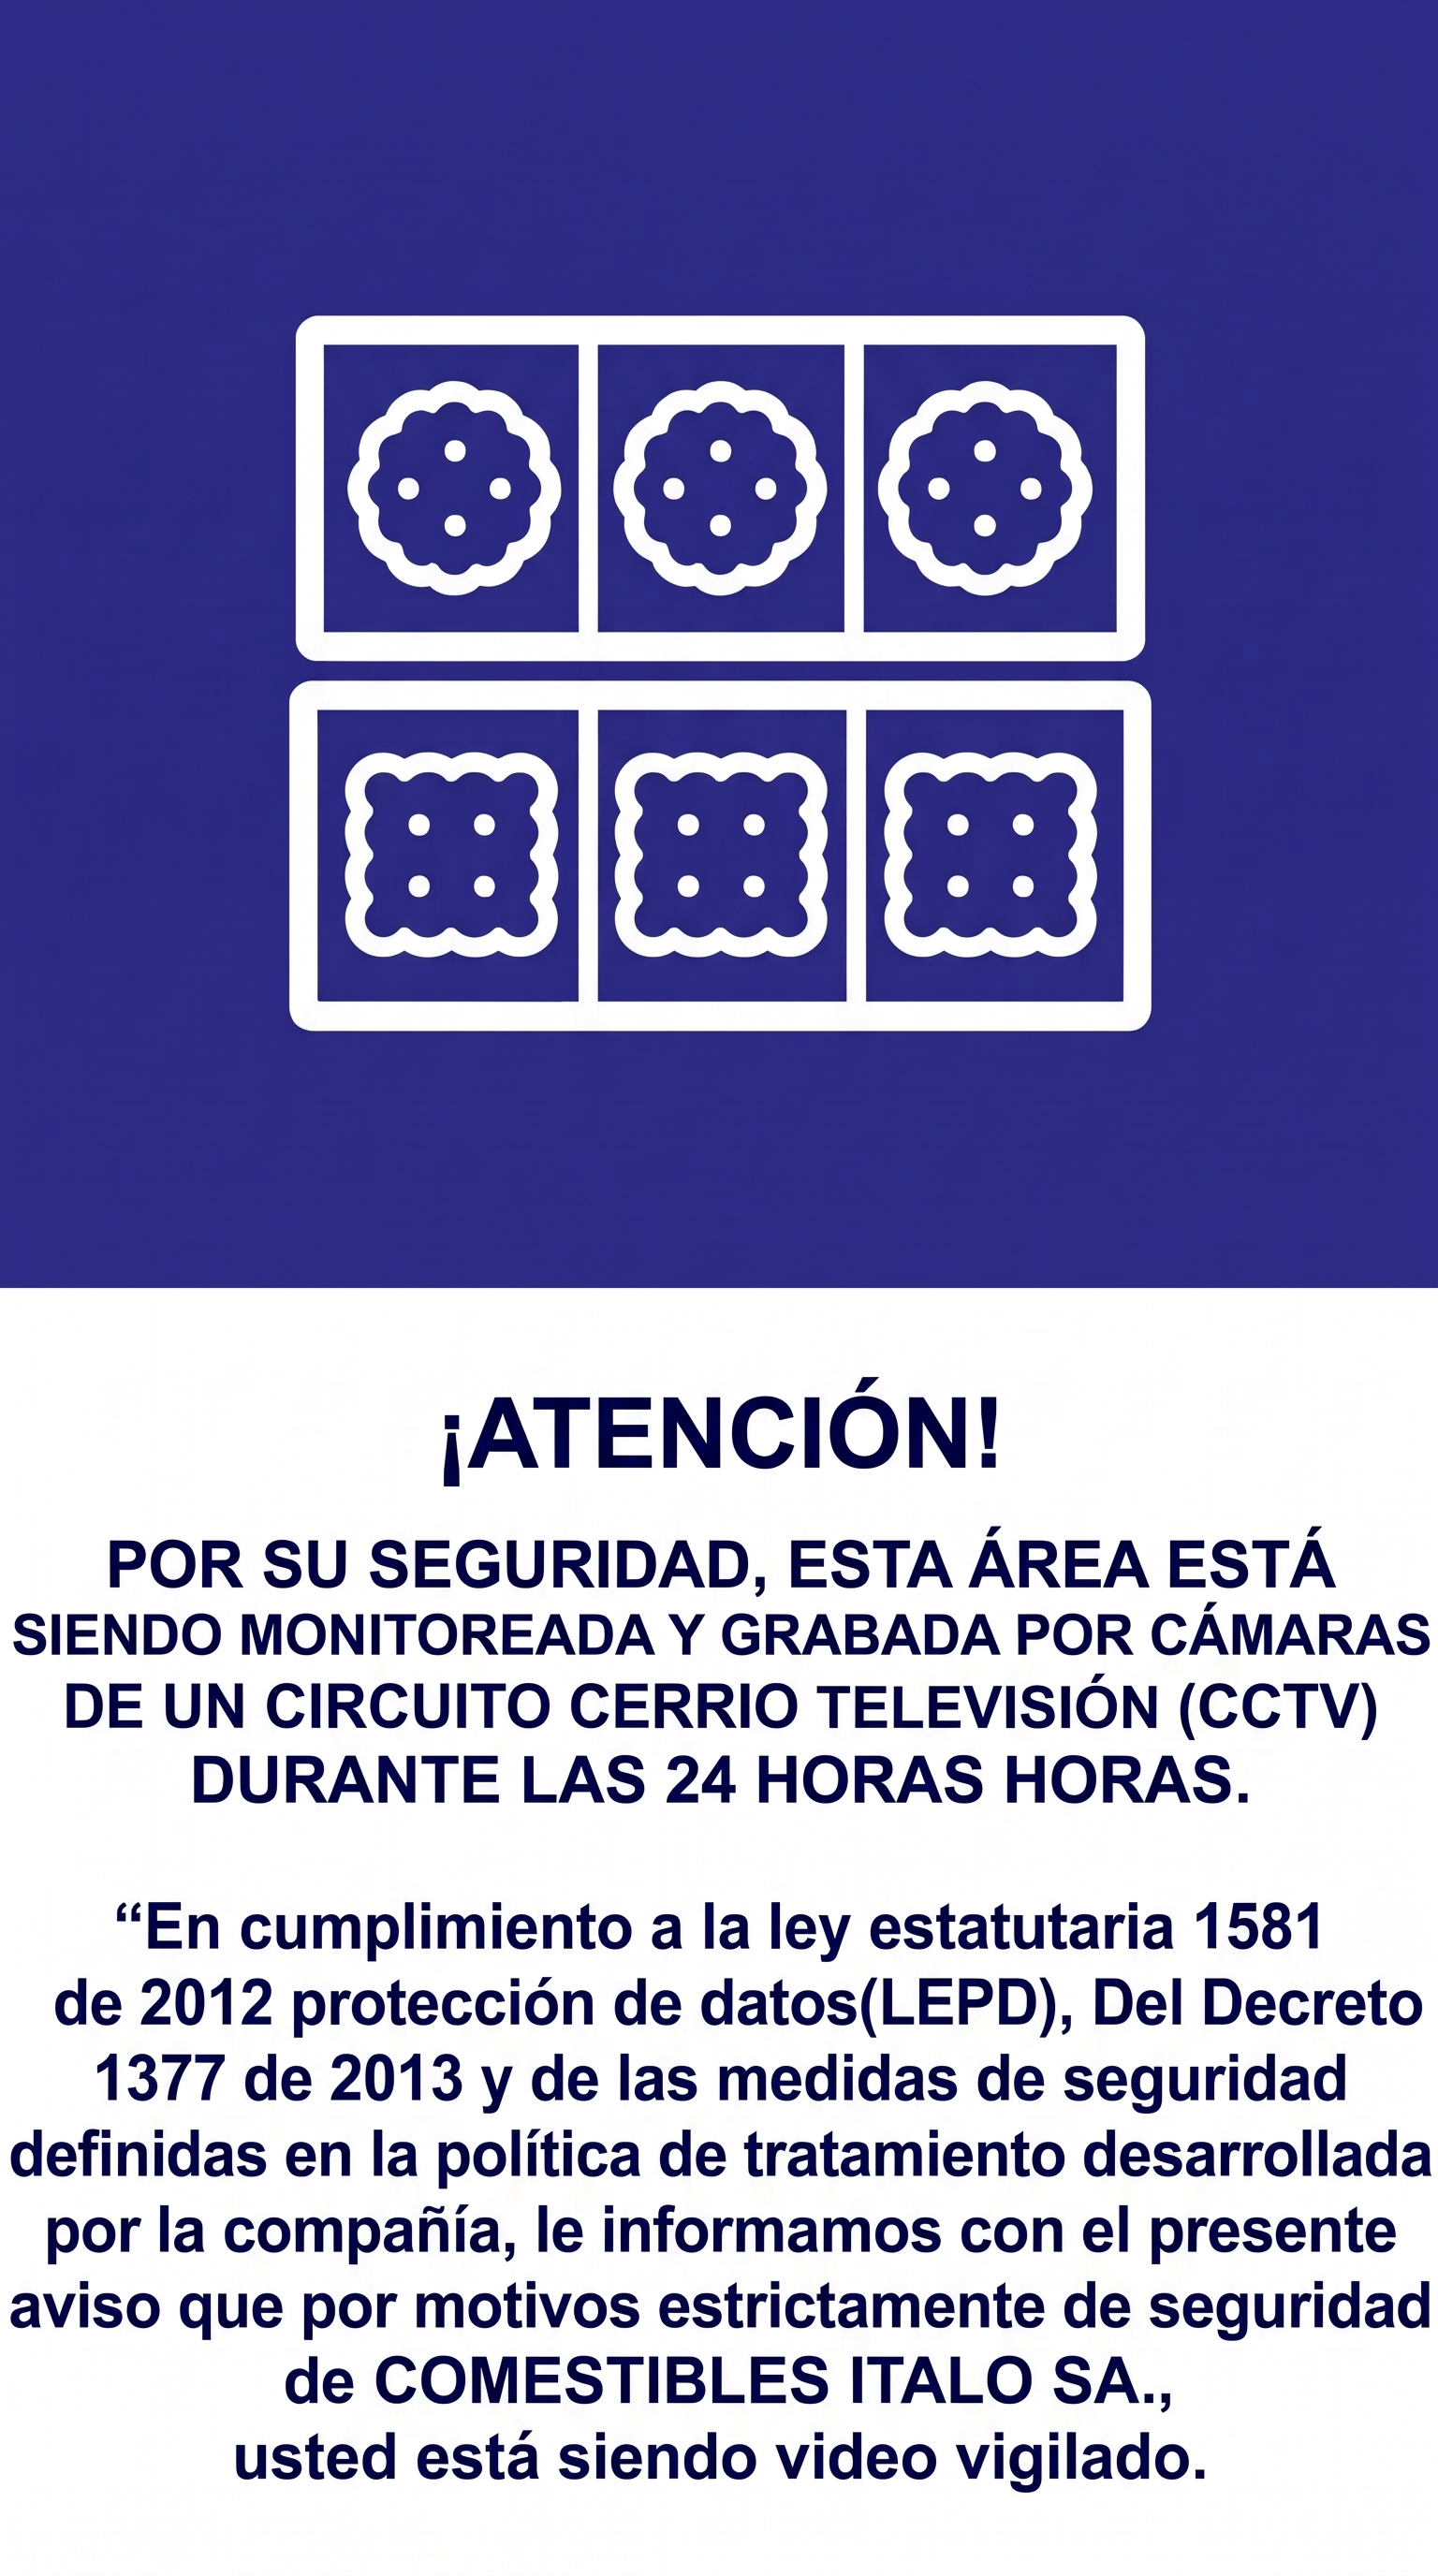 ¡ATENCIÓN!
POR SU SEGURIDAD, ESTA ÁREA ESTÁ
SIENDO MONITOREADA Y GRABADA POR CÁMARAS
DE UN CIRCUITO CERRIO TELEVISIÓN (CCTV)
DURANTE LAS 24 HORAS HORAS.
“En cumplimiento a la ley estatutaria 1581
de 2012 protección de datos(LEPD), Del Decreto
1377 de 2013 y de las medidas de seguridad
definidas en la política de tratamiento desarrollada
por la compañía, le informamos con el presente
aviso que por motivos estrictamente de seguridad
de COMESTIBLES ITALO SA.,
usted está siendo video vigilado.